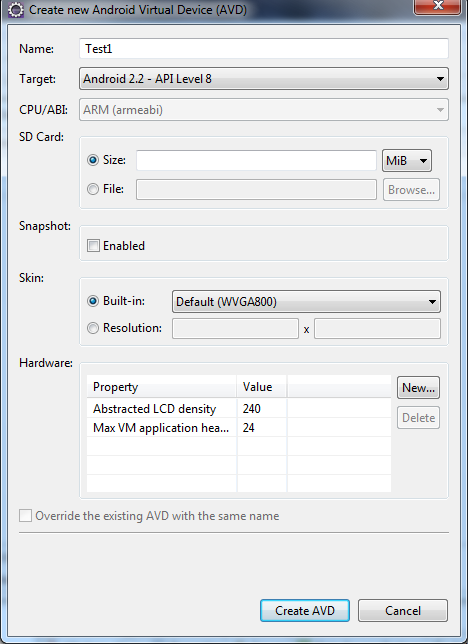 Create new Android Virtual Device (AVD)
Name: Test1
Target: Android 2.2 - API Level 8
CPU/ABI: ARM (armeabi)
SD Card:
Size: MiB
File: Browse...
Snapshot:
Enabled
Skin:
Built-in: Default (WVGA800)
Resolution: x
Hardware:
Property Value New...
Abstracted LCD density 240
Delete
Max VM application hea... 24
Override the existing AVD with the same name
Create AVD Cancel